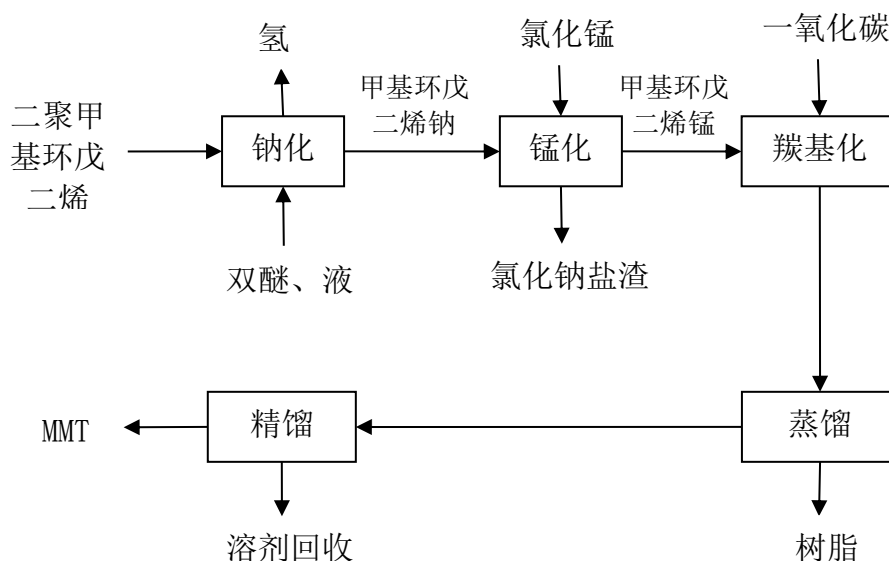 氢
氯化锰
一氧化碳
二聚甲
基环戊
二烯
钠化
甲基环戊
二烯钠
锰化
甲基环戊
二烯锰
羰基化
双醚、液
氯化钠盐渣
MMT
精馏
蒸馏
溶剂回收
树脂